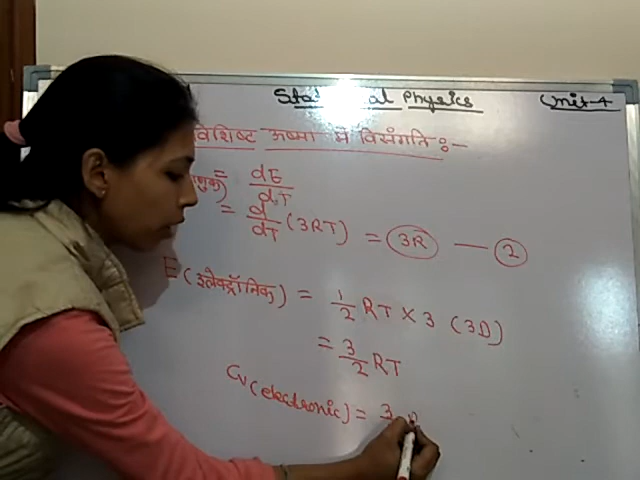 Physics Unit-4
विशिष्ट ऊष्मा में विसंगति :-
= dE/dT
= d/dT (3RT) = 3R — 2
E (इलेक्ट्रॉनिक) = 1/2 RT × 3 (3D)
= 3/2 RT
Cv (electronic) = 3